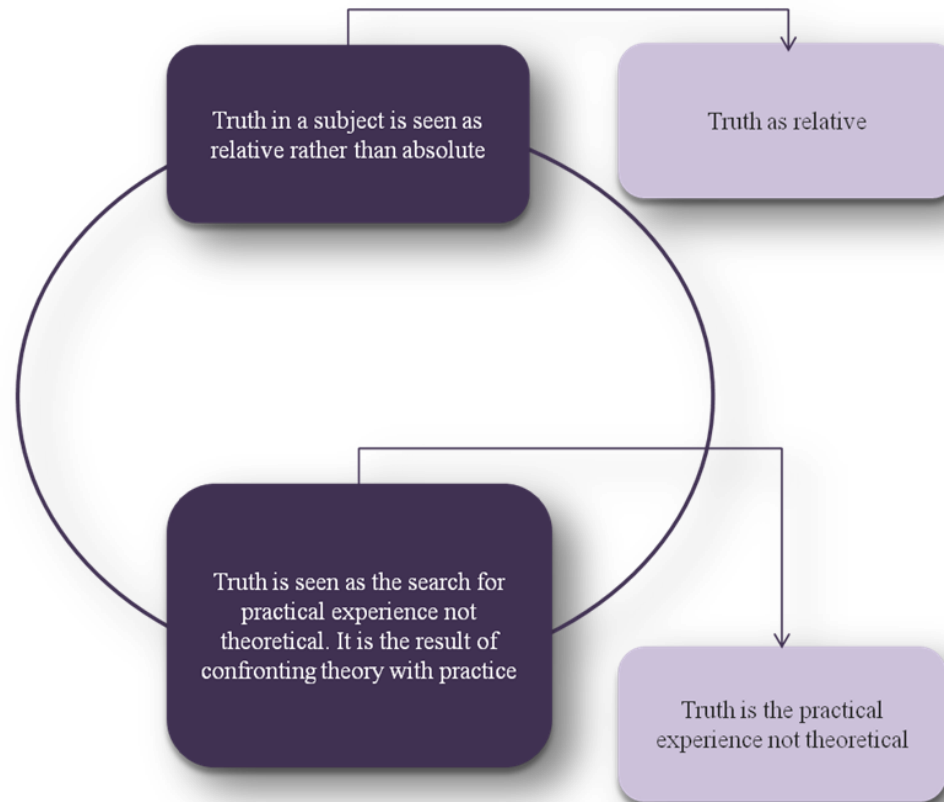 Truth in a subject is seen as
relative rather than absolute
Truth as relative
Truth is seen as the search for
practical experience not
theoretical. It is the result of
confronting theory with practice
Truth is the practical
experience not theoretical